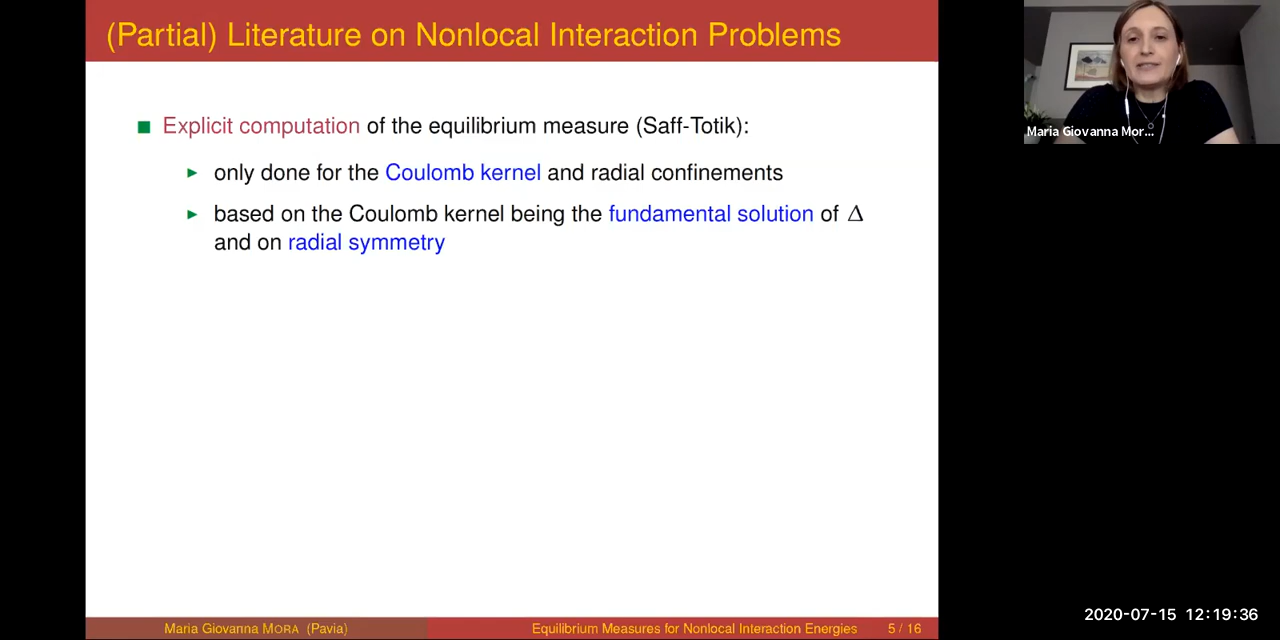 (Partial) Literature on Nonlocal Interaction Problems
■ Explicit computation of the equilibrium measure (Saff-Totik):
► only done for the Coulomb kernel and radial confinements
► based on the Coulomb kernel being the fundamental solution of Δ
and on radial symmetry
Maria Giovanna Mor...
2020-07-15 12:19:36
Maria Giovanna MORA (Pavia) Equilibrium Measures for Nonlocal Interaction Energies 5 / 16